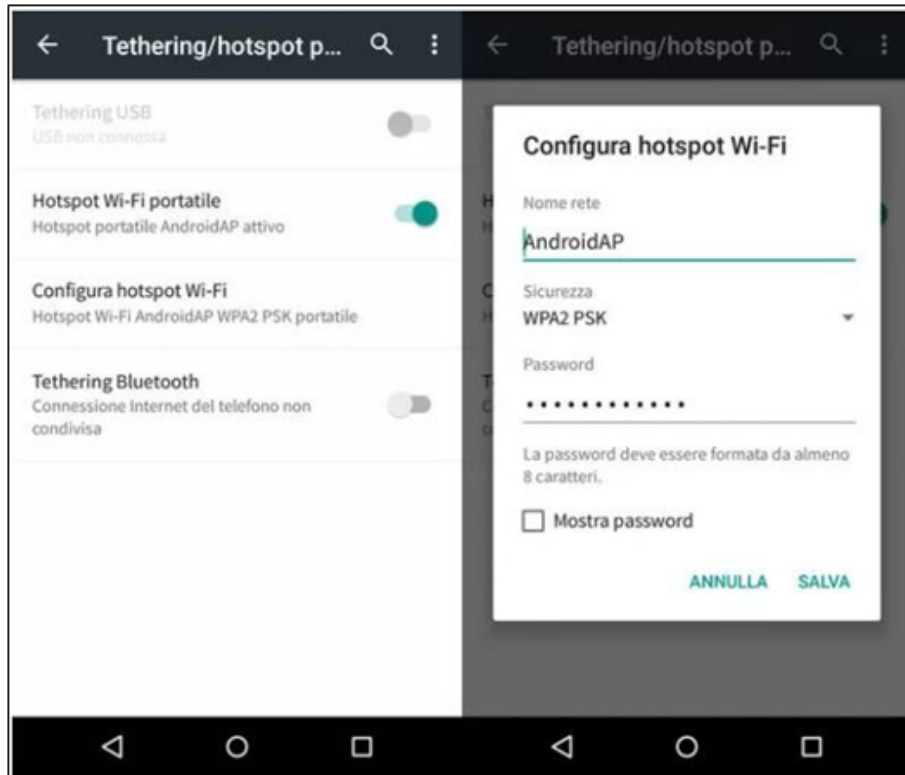 Tethering/hotspot p...
Tethering USB
USB non connessa
Hotspot Wi-Fi portatile
Hotspot portatile AndroidAP attivo
Configura hotspot Wi-Fi
Hotspot Wi-Fi AndroidAP WPA2 PSK portatile
Tethering Bluetooth
Connessione Internet del telefono non
condivisa
Tethering/hotspot p...
Configura hotspot Wi-Fi
Nome rete
AndroidAP
Sicurezza
WPA2 PSK
Password
La password deve essere formata da almeno
8 caratteri.
Mostra password
ANNULLA SALVA